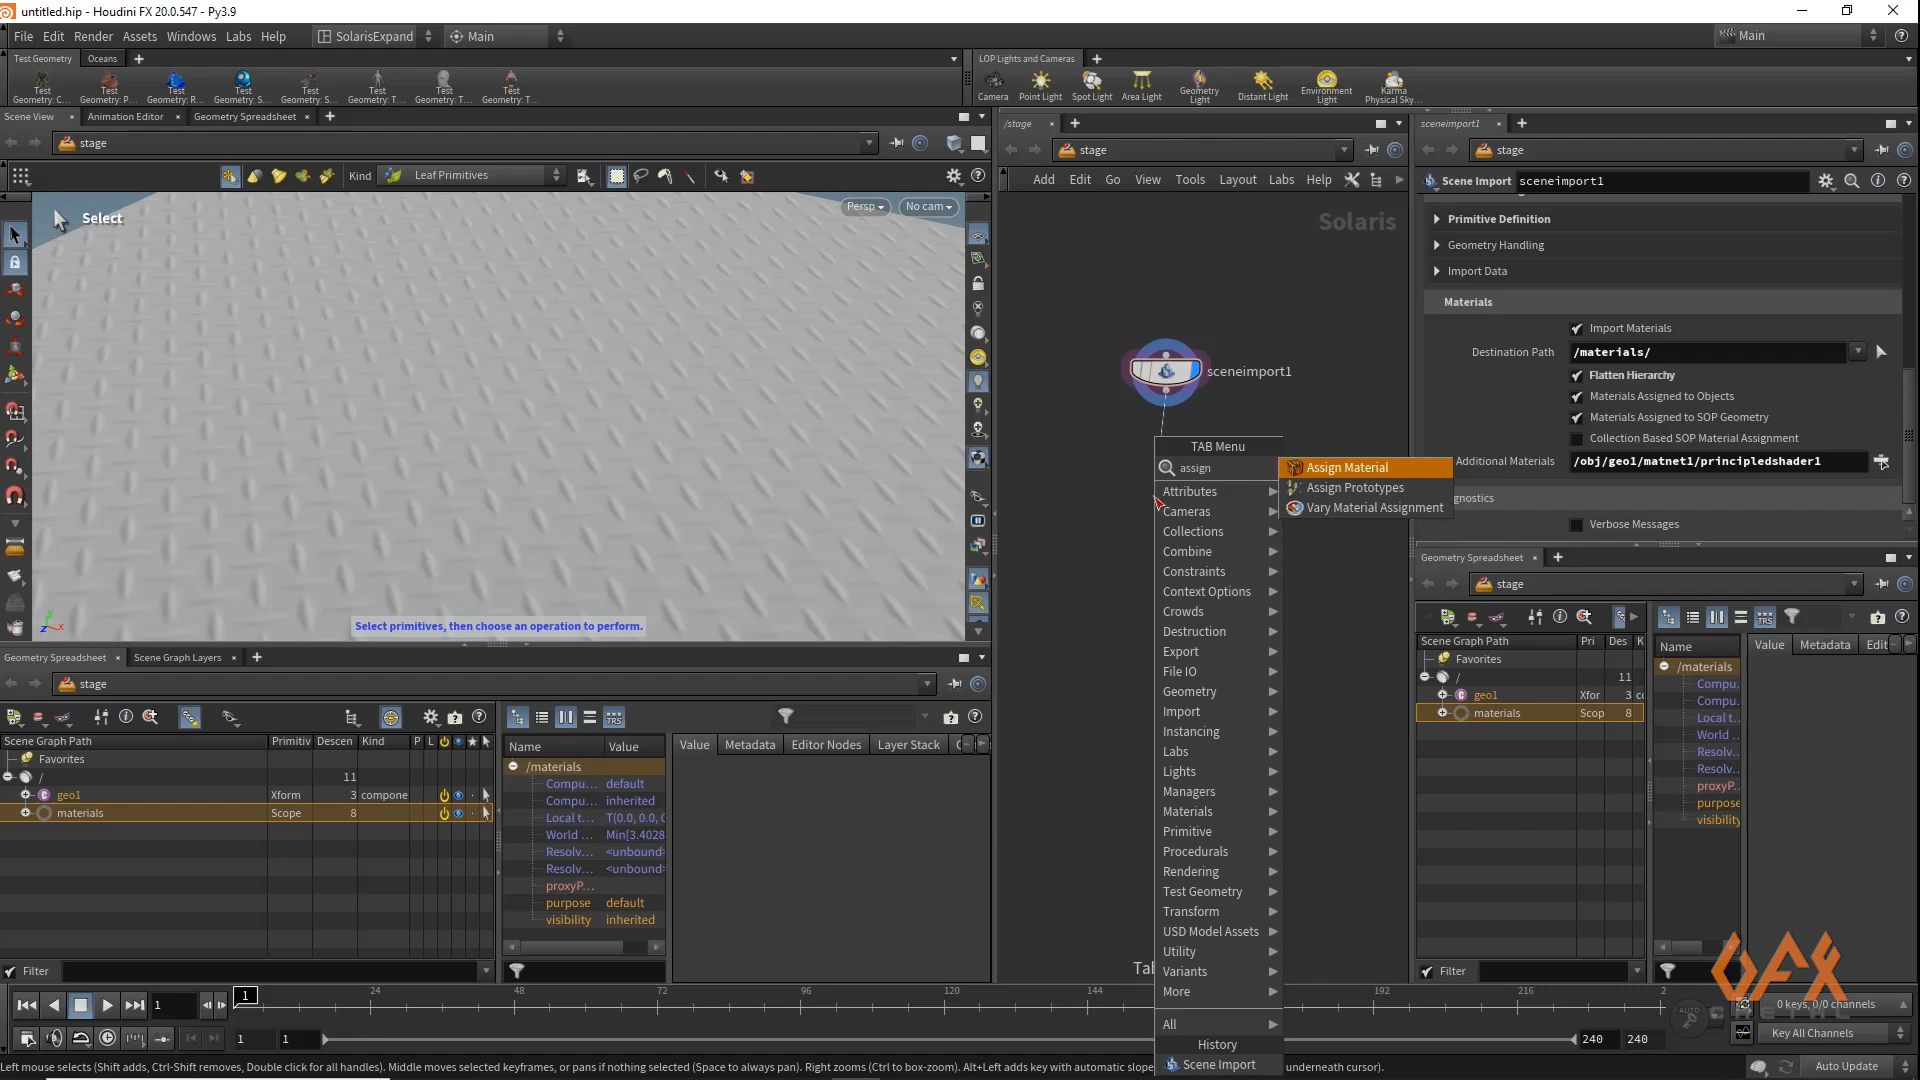 untitled.hip - Houdini FX 20.0.547 - Py3.9
File Edit Render Assets Windows Labs Help SolarisExpand Main Main
Test Geometry Oceans LOP Lights and Cameras
Test Geometry: C... Test Geometry: P... Test Geometry: R... Test Geometry: S... Test Geometry: S... Test Geometry: T... Test Geometry: T... Test Geometry: T...
Camera Point Light Spot Light Area Light Geometry Light Distant Light Environment Light Karma Physical Sky...
Scene View Animation Editor Geometry Spreadsheet /stage sceneimport1
stage stage stage
Kind Leaf Primitives
Add Edit Go View Tools Layout Labs Help
Scene Import sceneimport1
Select Persp No cam
Solaris
Primitive Definition
Geometry Handling
Import Data
Materials
Import Materials
Destination Path /materials/
Flatten Hierarchy
Materials Assigned to Objects
Materials Assigned to SOP Geometry
Collection Based SOP Material Assignment
Additional Materials /obj/geo1/matnet1/principledshader1
gnostics
Verbose Messages
sceneimport1
TAB Menu
assign
Assign Material
Assign Prototypes
Vary Material Assignment
Attributes
Cameras
Collections
Combine
Constraints
Context Options
Crowds
Destruction
Export
File IO
Geometry
Import
Instancing
Labs
Lights
Managers
Materials
Primitive
Procedurals
Rendering
Test Geometry
Transform
USD Model Assets
Utility
Variants
More
All
History
Scene Import
Select primitives, then choose an operation to perform.
Geometry Spreadsheet Scene Graph Layers
stage
Scene Graph Path Primitiv Descen Kind P L
Favorites
/ 11
geo1 Xform 3 compone
materials Scope 8
Name Value
/materials
Compu... default
Compu... inherited
Local t... T(0.0, 0.0, 0
World ... Min[3.4028
Resolv... <unbound>
Resolv... <unbound>
proxyP...
purpose default
visibility inherited
Value Metadata Editor Nodes Layer Stack
Filter
Geometry Spreadsheet
stage
Scene Graph Path Pri Des K
Favorites
/ 11
geo1 Xfor 3 cc
materials Scop 8
Name Value Metadata Edit
/materials
Compu.
Compu.
Local t...
World ...
Resolv...
Resolv...
proxyP...
purpose
visibility
Filter
Tab
1 1 24 48 72 96 120 144 192 216 2
0 keys, 0/0 channels
AUTO
1 1 240 240
Key All Channels
Left mouse selects (Shift adds, Ctrl-Shift removes, Double click for all handles). Middle moves selected keyframes, or pans if nothing selected (Space to always pan). Right zooms (Ctrl to box-zoom). Alt+Left adds key with automatic slope underneath cursor).
Auto Update